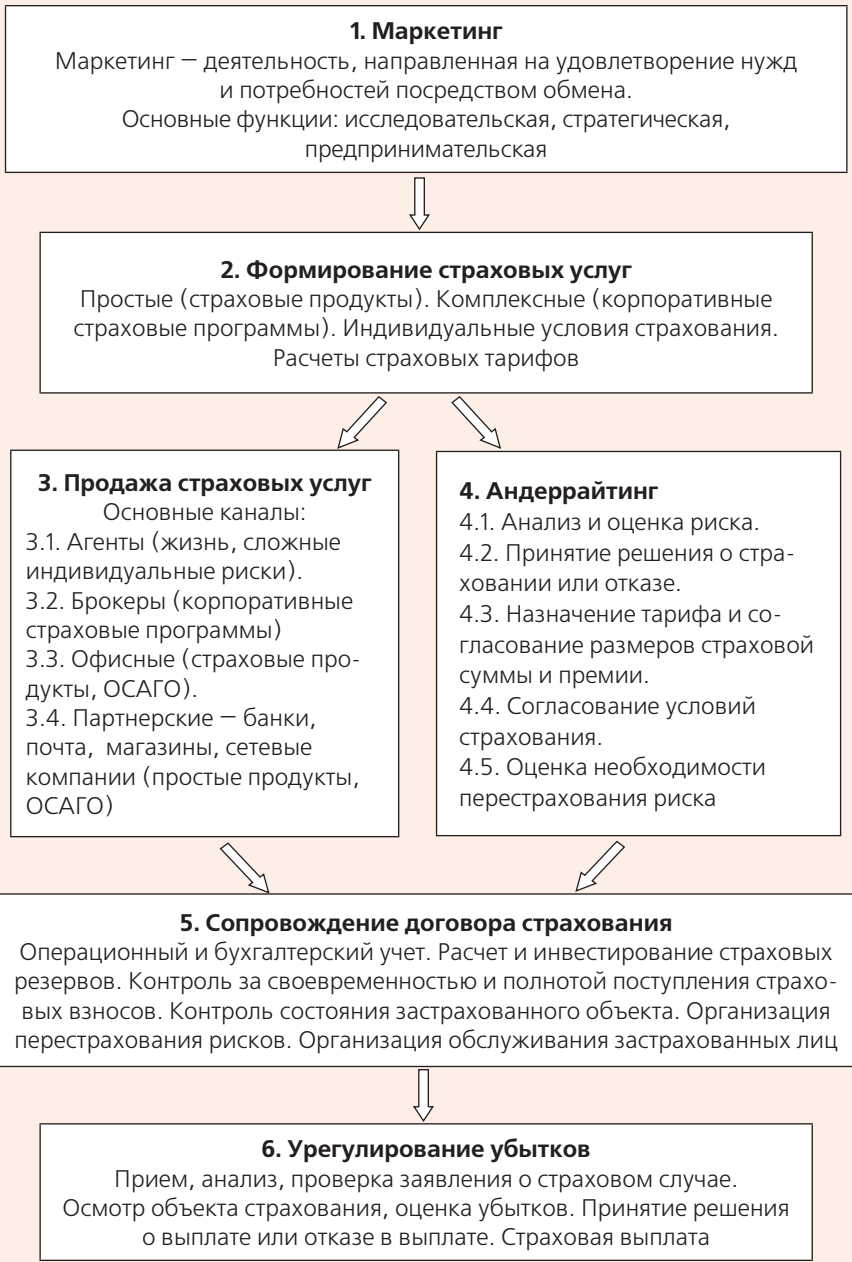 1. Маркетинг
Маркетинг — деятельность, направленная на удовлетворение нужд
и потребностей посредством обмена.
Основные функции: исследовательская, стратегическая,
предпринимательская
2. Формирование страховых услуг
Простые (страховые продукты). Комплексные (корпоративные
страховые программы). Индивидуальные условия страхования.
Расчеты страховых тарифов
3. Продажа страховых услуг
Основные каналы:
3.1. Агенты (жизнь, сложные
индивидуальные риски).
3.2. Брокеры (корпоративные
страховые программы)
3.3. Офисные (страховые про-
дукты, ОСАГО).
3.4. Партнерские — банки,
почта, магазины, сетевые
компании (простые продукты,
ОСАГО)
4. Андеррайтинг
4.1. Анализ и оценка риска.
4.2. Принятие решения о стра-
ховании или отказе.
4.3. Назначение тарифа и со-
гласование размеров страховой
суммы и премии.
4.4. Согласование условий
страхования.
4.5. Оценка необходимости
перестрахования риска
5. Сопровождение договора страхования
Операционный и бухгалтерский учет. Расчет и инвестирование страховых
резервов. Контроль за своевременностью и полнотой поступления страхо-
вых взносов. Контроль состояния застрахованного объекта. Организация
перестрахования рисков. Организация обслуживания застрахованных лиц
6. Урегулирование убытков
Прием, анализ, проверка заявления о страховом случае.
Осмотр объекта страхования, оценка убытков. Принятие решения
о выплате или отказе в выплате. Страховая выплата